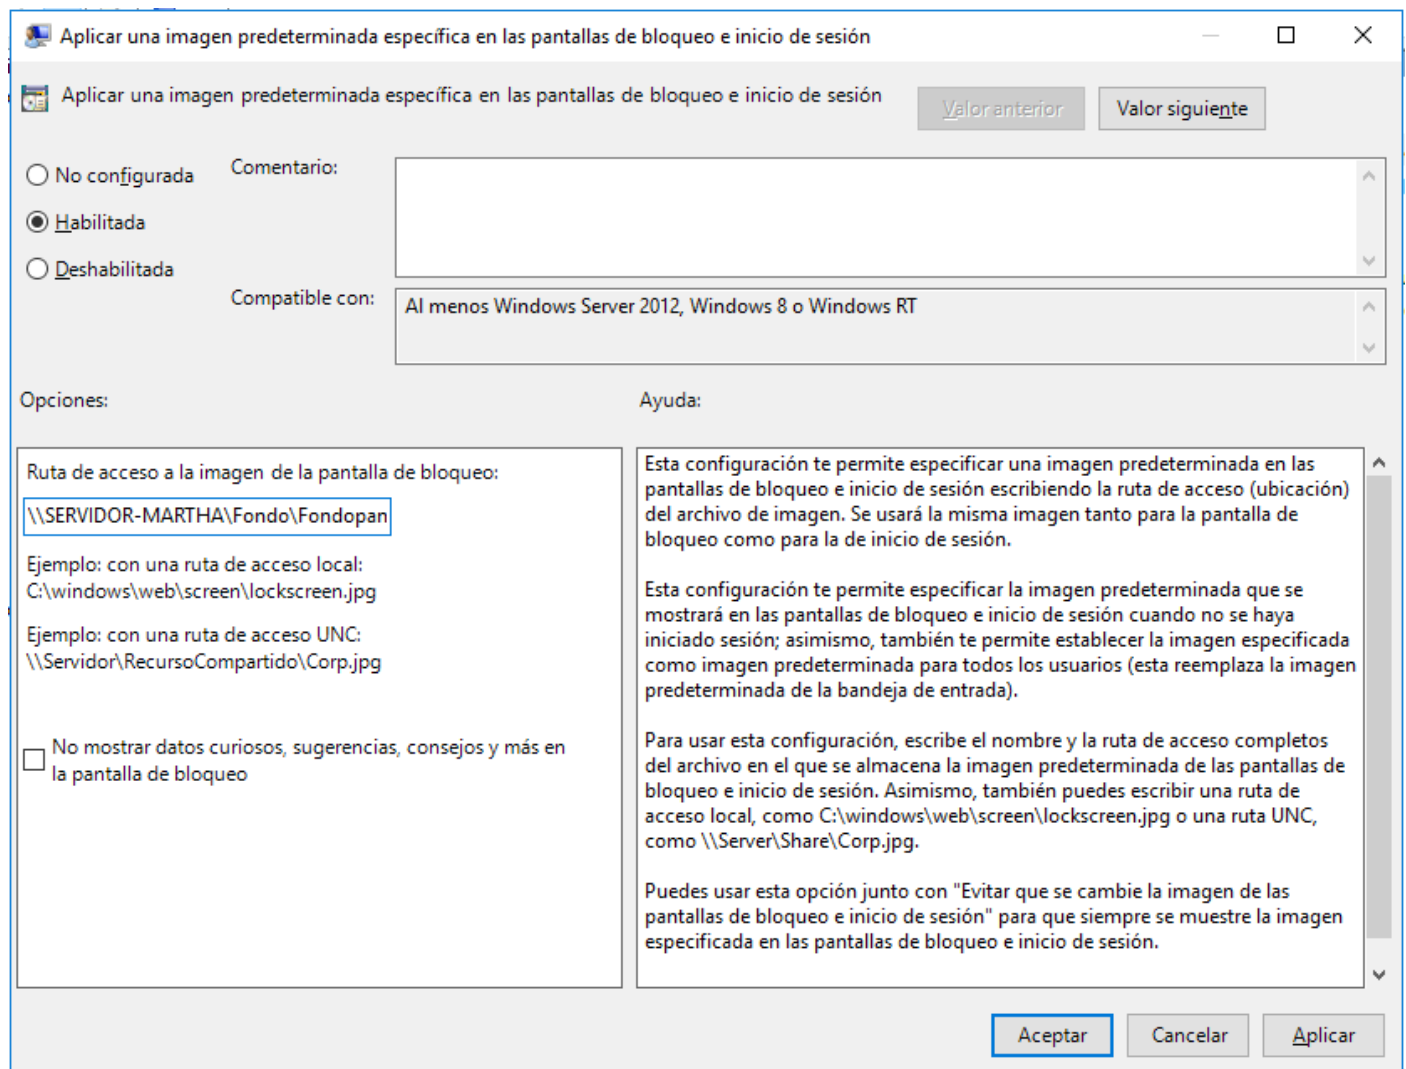 Aplicar una imagen predeterminada específica en las pantallas de bloqueo e inicio de sesión
Aplicar una imagen predeterminada específica en las pantallas de bloqueo e inicio de sesión
Valor anterior
Valor siguiente
No configurada
Habilitada
Deshabilitada
Comentario:
Compatible con:
Al menos Windows Server 2012, Windows 8 o Windows RT
Opciones:
Ayuda:
Ruta de acceso a la imagen de la pantalla de bloqueo:
\\SERVIDOR-MARTHA\Fondo\Fondopan
Ejemplo: con una ruta de acceso local:
C:\windows\web\screen\lockscreen.jpg
Ejemplo: con una ruta de acceso UNC:
\\Servidor\RecursoCompartido\Corp.jpg
No mostrar datos curiosos, sugerencias, consejos y más en
la pantalla de bloqueo
Esta configuración te permite especificar una imagen predeterminada en las
pantallas de bloqueo e inicio de sesión escribiendo la ruta de acceso (ubicación)
del archivo de imagen. Se usará la misma imagen tanto para la pantalla de
bloqueo como para la de inicio de sesión.
Esta configuración te permite especificar la imagen predeterminada que se
mostrará en las pantallas de bloqueo e inicio de sesión cuando no se haya
iniciado sesión; asimismo, también te permite establecer la imagen especificada
como imagen predeterminada para todos los usuarios (esta reemplaza la imagen
predeterminada de la bandeja de entrada).
Para usar esta configuración, escribe el nombre y la ruta de acceso completos
del archivo en el que se almacena la imagen predeterminada de las pantallas de
bloqueo e inicio de sesión. Asimismo, también puedes escribir una ruta de
acceso local, como C:\windows\web\screen\lockscreen.jpg o una ruta UNC,
como \\Server\Share\Corp.jpg.
Puedes usar esta opción junto con "Evitar que se cambie la imagen de las
pantallas de bloqueo e inicio de sesión" para que siempre se muestre la imagen
especificada en las pantallas de bloqueo e inicio de sesión.
Aceptar
Cancelar
Aplicar